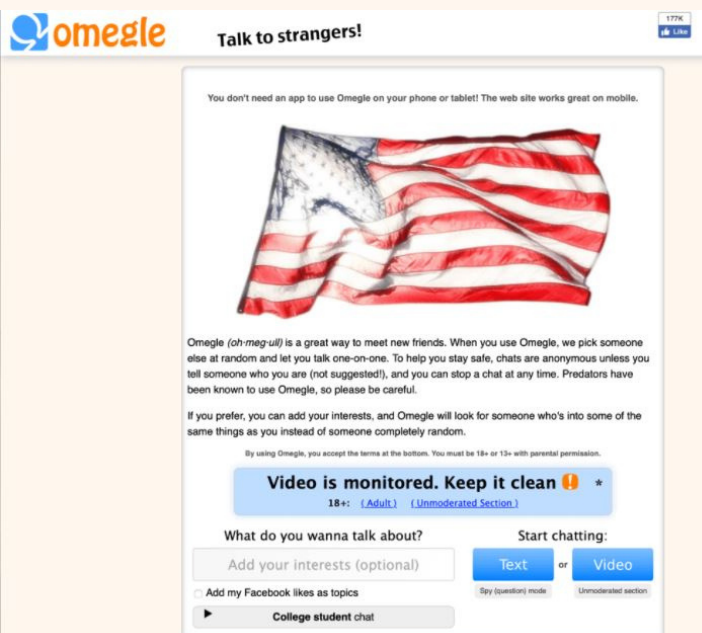 omegle
Talk to strangers!
177K
Like
You don't need an app to use Omegle on your phone or tablet! The web site works great on mobile.
Omegle (oh·meg·ull) is a great way to meet new friends. When you use Omegle, we pick someone
else at random and let you talk one-on-one. To help you stay safe, chats are anonymous unless you
tell someone who you are (not suggested!), and you can stop a chat at any time. Predators have
been known to use Omegle, so please be careful.
If you prefer, you can add your interests, and Omegle will look for someone who's into some of the
same things as you instead of someone completely random.
By using Omegle, you accept the terms at the bottom. You must be 18+ or 13+ with parental permission.
Video is monitored. Keep it clean ! *
18+: (Adult) (Unmoderated Section)
What do you wanna talk about?
Start chatting:
Add your interests (optional)
Text or Video
Add my Facebook likes as topics
Spy (question) mode
Unmoderated section
College student chat